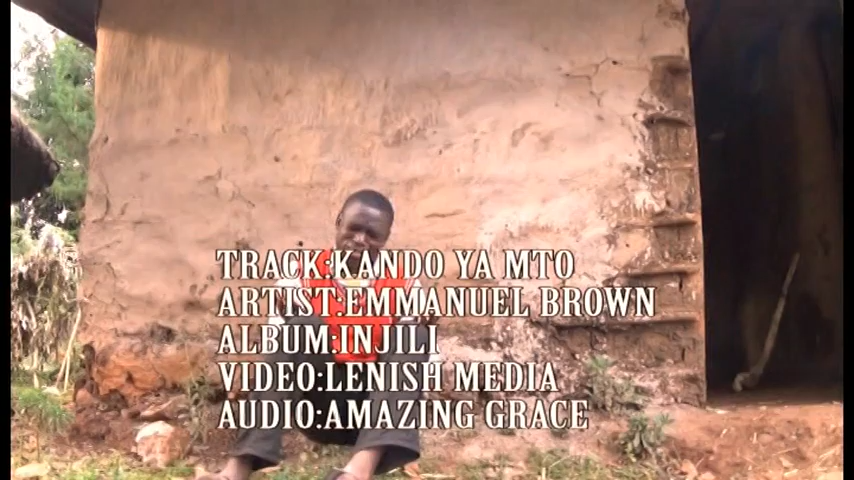 TRACK:KANDO YA MTO
ARTIST:EMMANUEL BROWN
ALBUM:INJILI
VIDEO:LENISH MEDIA
AUDIO:AMAZING GRACE